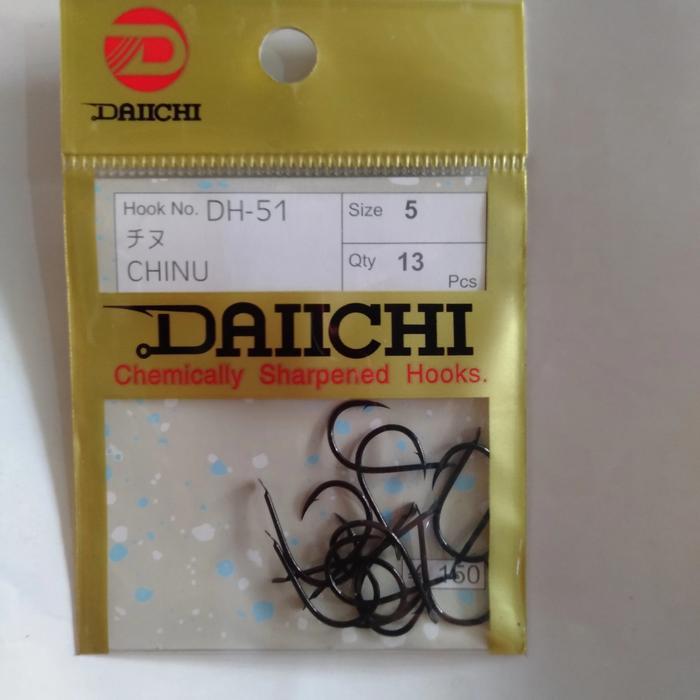 DAIICHI
Hook No. DH-51
チヌ
CHINU
Size 5
Qty 13
Pcs
DAIICHI
Chemically Sharpened Hooks.
150